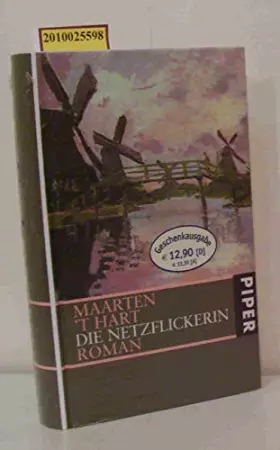 2010025598
Geschenkausgabe
€ 12,90 [D]
PIPER
MAARTEN
'T HART
DIE NETZFLICKERIN
ROMAN